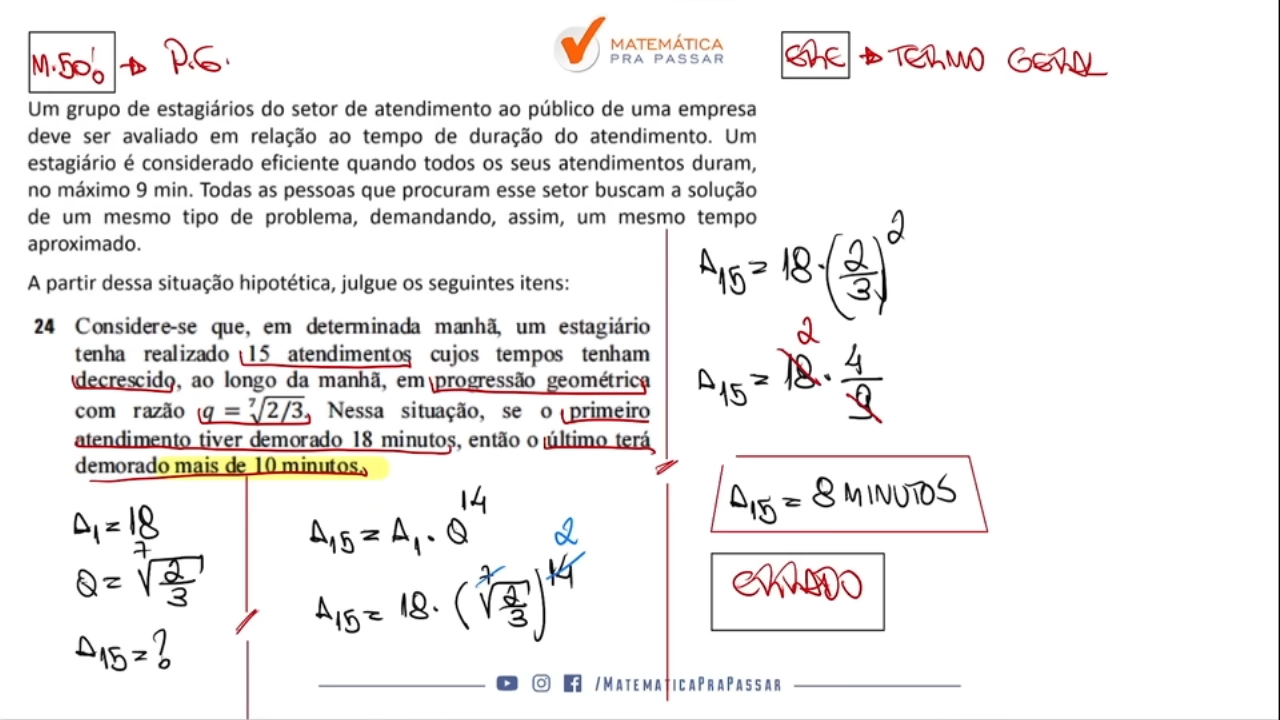 M.50% → P.G.
MATEMÁTICA
PRA PASSAR
→ TERMO GERAL
Um grupo de estagiários do setor de atendimento ao público de uma empresa
deve ser avaliado em relação ao tempo de duração do atendimento. Um
estagiário é considerado eficiente quando todos os seus atendimentos duram,
no máximo 9 min. Todas as pessoas que procuram esse setor buscam a solução
de um mesmo tipo de problema, demandando, assim, um mesmo tempo
aproximado.
A partir dessa situação hipotética, julgue os seguintes itens:
24 Considere-se que, em determinada manhã, um estagiário
tenha realizado 15 atendimentos cujos tempos tenham
decrescido, ao longo da manhã, em progressão geométrica
com razão q = ⁷√2/3. Nessa situação, se o primeiro
atendimento tiver demorado 18 minutos, então o último terá
demorado mais de 10 minutos.
A₁ = 18
Q = ⁷√(2/3)
A₁₅ = ?
A₁₅ = A₁ · Q¹⁴
2
A₁₅ = 18 · (⁷√(2/3))¹⁴
A₁₅ = 18 · (2/3)²
2
A₁₅ = 18 · 4/9
A₁₅ = 8 MINUTOS
ERRADO
/MATEMATICAPRAPASSAR